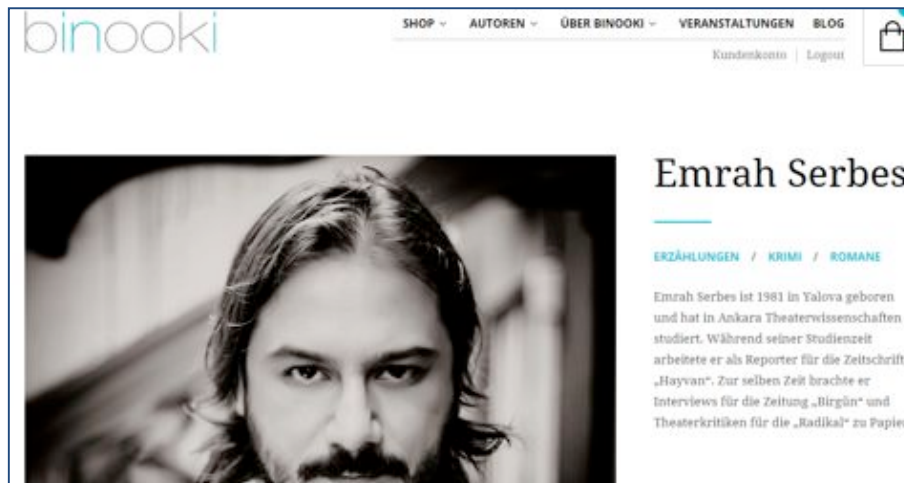 binooki
SHOP AUTOREN ÜBER BINOOKI VERANSTALTUNGEN BLOG
Kundenkonto | Logout
Emrah Serbes
ERZÄHLUNGEN / KRIMI / ROMANE
Emrah Serbes ist 1981 in Yalova geboren
und hat in Ankara Theaterwissenschaften
studiert. Während seiner Studienzeit
arbeitete er als Reporter für die Zeitschrift
„Hayvan“. Zur selben Zeit brachte er
Interviews für die Zeitung „Birgün“ und
Theaterkritiken für die „Radikal“ zu Papier